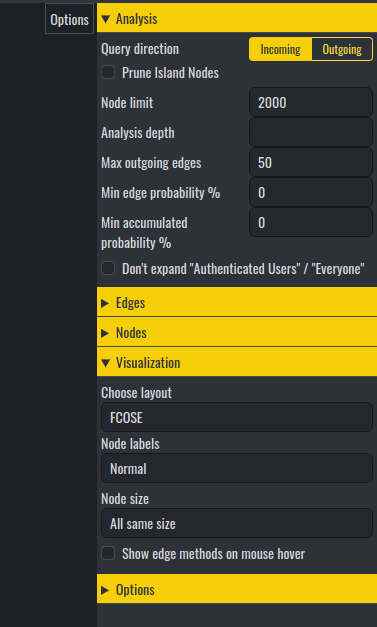 Options
Analysis
Query direction
Incoming Outgoing
Prune Island Nodes
Node limit 2000
Analysis depth
Max outgoing edges 50
Min edge probability % 0
Min accumulated 0
probability %
Don't expand "Authenticated Users" / "Everyone"
Edges
Nodes
Visualization
Choose layout
FCOSE
Node labels
Normal
Node size
All same size
Show edge methods on mouse hover
Options